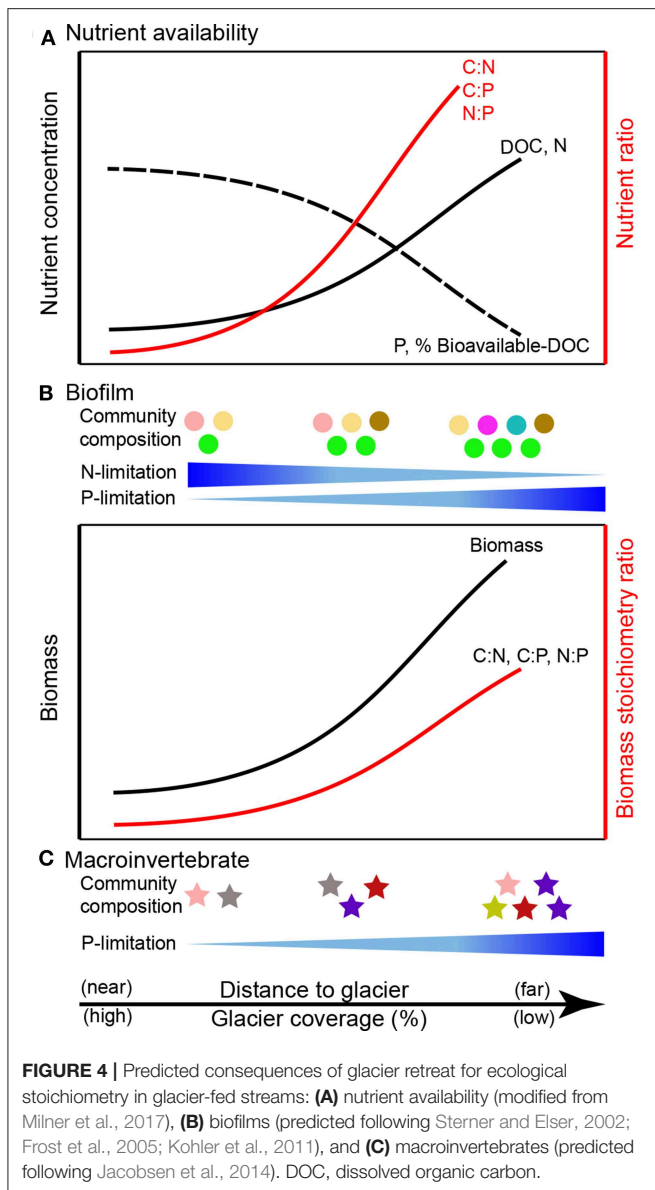 A Nutrient availability
Nutrient concentration
C:N
C:P
N:P
DOC, N
P, % Bioavailable-DOC
Nutrient ratio
B Biofilm
Community
composition
N-limitation
P-limitation
Biomass
Biomass
C:N, C:P, N:P
Biomass stoichiometry ratio
C Macroinvertebrate
Community
composition
P-limitation
(near) Distance to glacier (far)
(high) Glacier coverage (%) (low)
FIGURE 4 | Predicted consequences of glacier retreat for ecological
stoichiometry in glacier-fed streams: (A) nutrient availability (modified from
Milner et al., 2017), (B) biofilms (predicted following Sterner and Elser, 2002;
Frost et al., 2005; Kohler et al., 2011), and (C) macroinvertebrates (predicted
following Jacobsen et al., 2014). DOC, dissolved organic carbon.